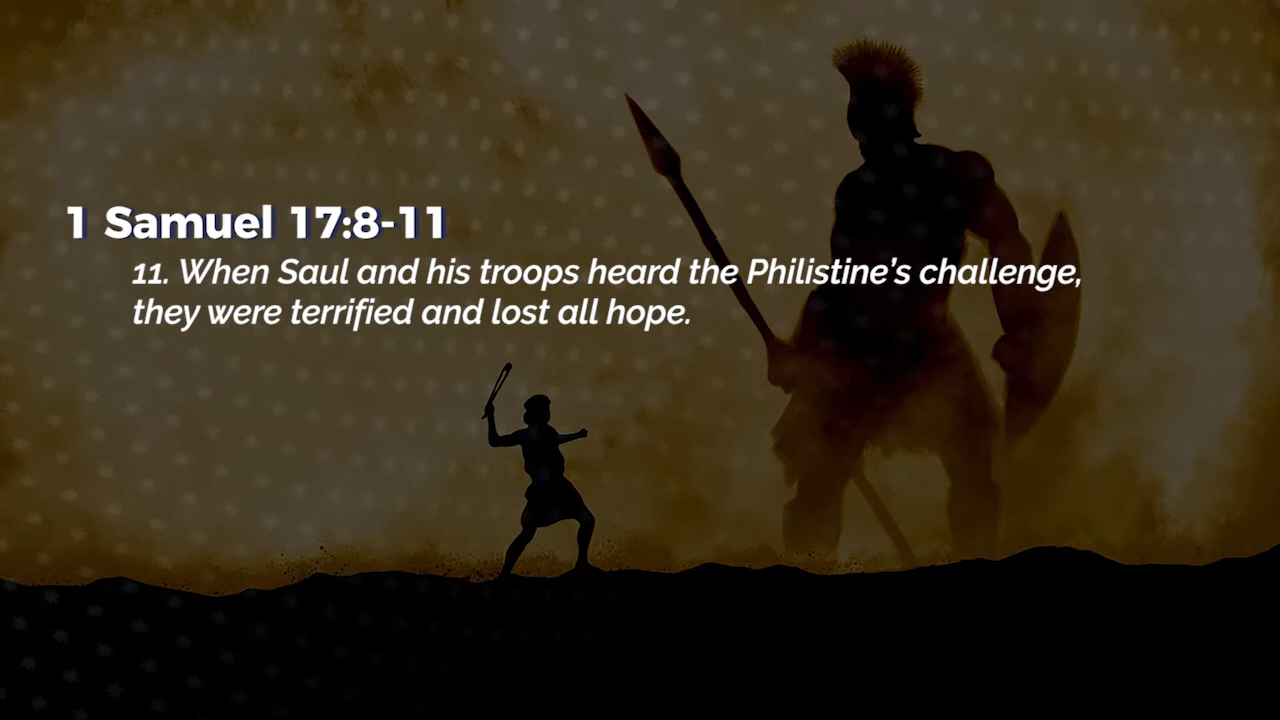 1 Samuel 17:8-11
11. When Saul and his troops heard the Philistine’s challenge,
they were terrified and lost all hope.